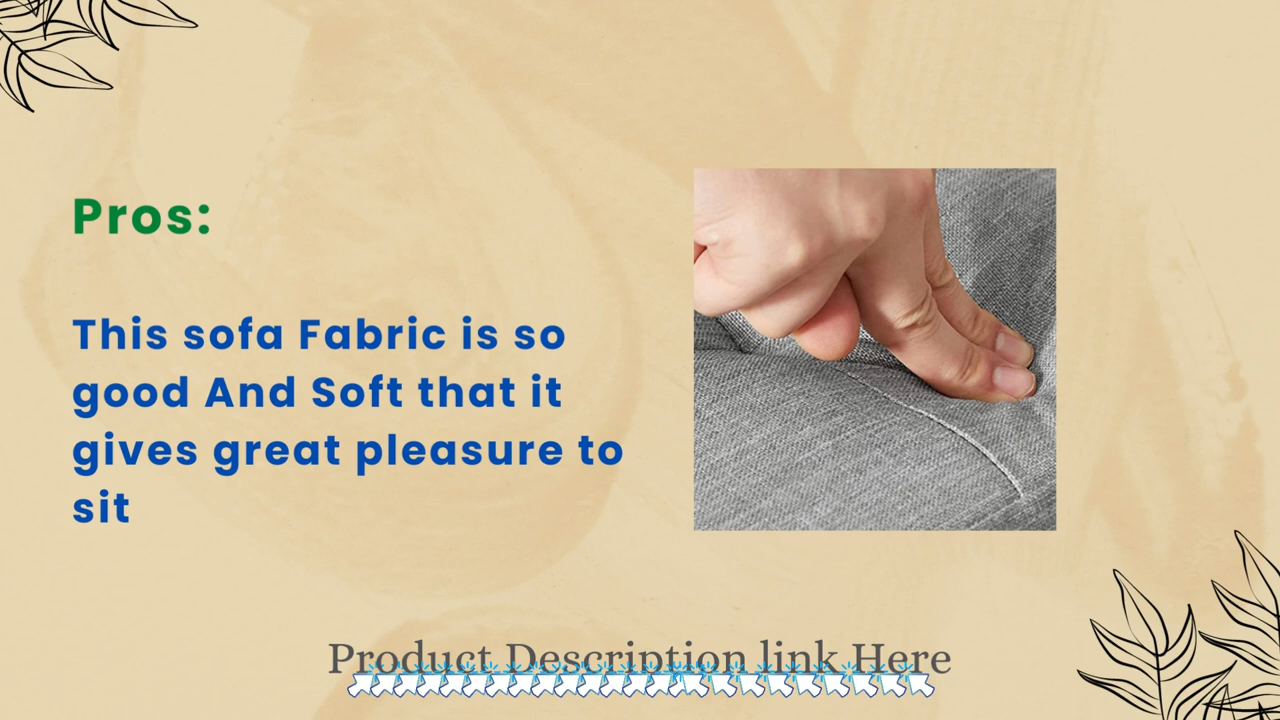 Pros:
This sofa Fabric is so
good And Soft that it
gives great pleasure to
sit
Product Description link Here